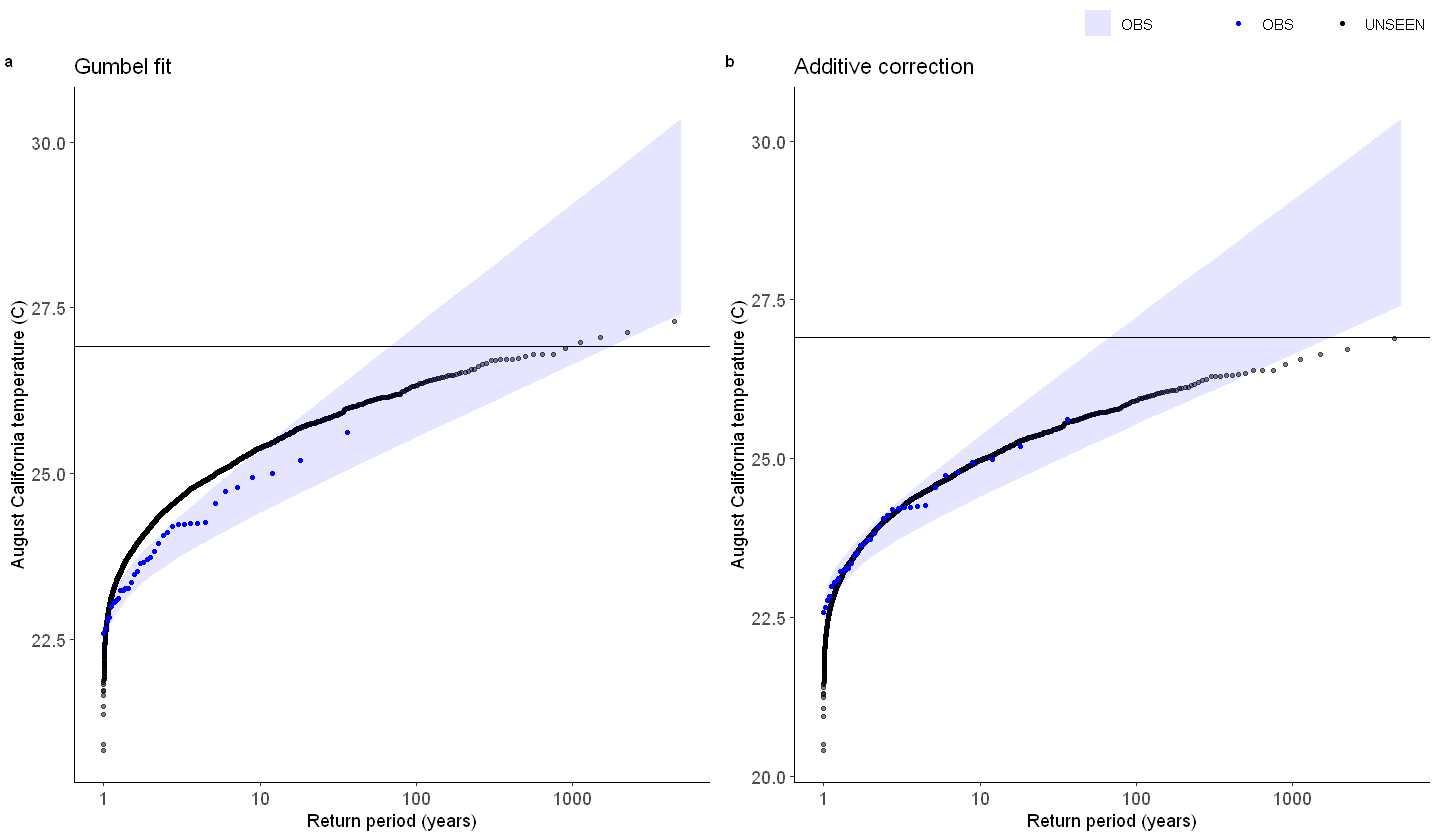 OBS OBS UNSEEN
a Gumbel fit
b Additive correction
August California temperature (C)
30.0
27.5
25.0
22.5
1 10 100 1000
Return period (years)
August California temperature (C)
30.0
27.5
25.0
22.5
20.0
1 10 100 1000
Return period (years)